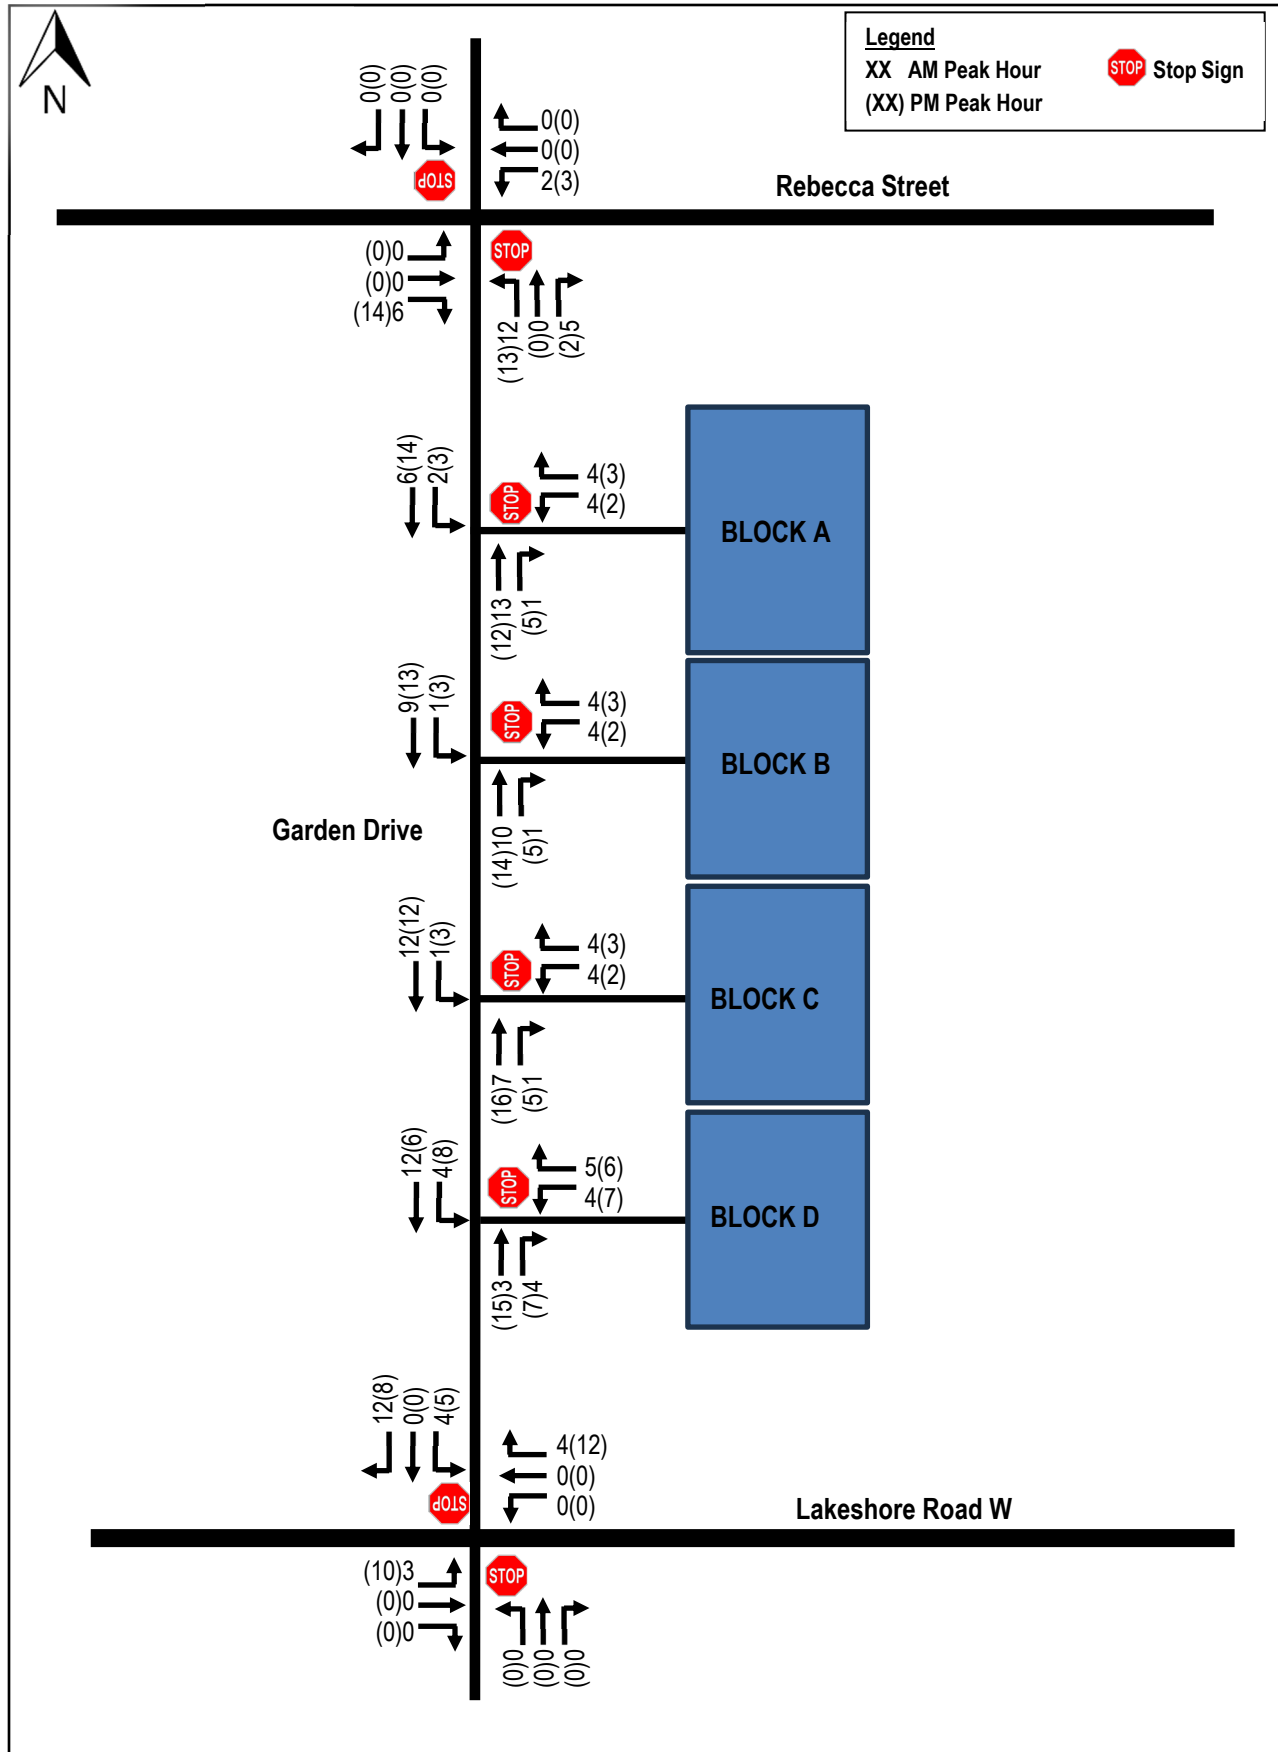 Legend
XX AM Peak Hour
STOP Stop Sign
(XX) PM Peak Hour
N
0(0)
0(0)
0(0)
0(0)
0(0)
2(3)
STOP
Rebecca Street
(0)0
(0)0
(14)6
STOP
(13)12
(0)0
(2)5
6(14)
2(3)
STOP
4(3)
4(2)
BLOCK A
(12)13
(5)1
9(13)
1(3)
STOP
4(3)
4(2)
BLOCK B
(14)10
(5)1
Garden Drive
12(12)
1(3)
STOP
4(3)
4(2)
BLOCK C
(16)7
(5)1
12(6)
4(8)
STOP
5(6)
4(7)
BLOCK D
(15)3
(7)4
12(8)
0(0)
4(5)
4(12)
0(0)
0(0)
STOP
Lakeshore Road W
(10)3
(0)0
(0)0
STOP
(0)0
(0)0
(0)0